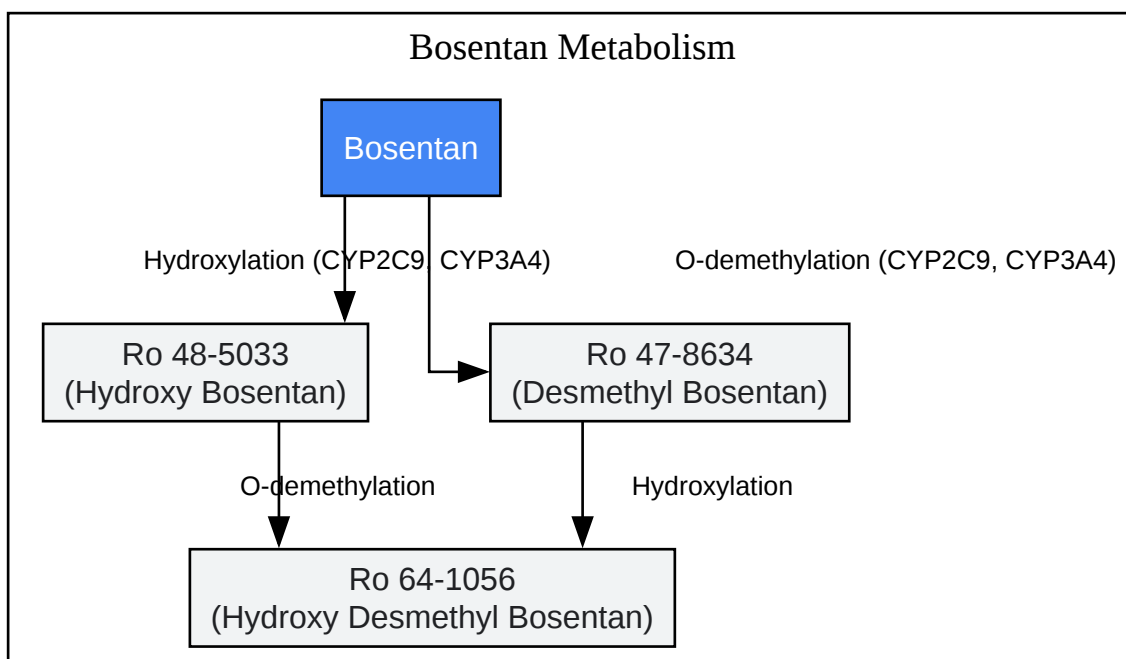 Bosentan Metabolism
Bosentan
Hydroxylation (CYP2C9, CYP3A4)
O-demethylation (CYP2C9, CYP3A4)
Ro 48-5033
(Hydroxy Bosentan)
Ro 47-8634
(Desmethyl Bosentan)
O-demethylation
Hydroxylation
Ro 64-1056
(Hydroxy Desmethyl Bosentan)